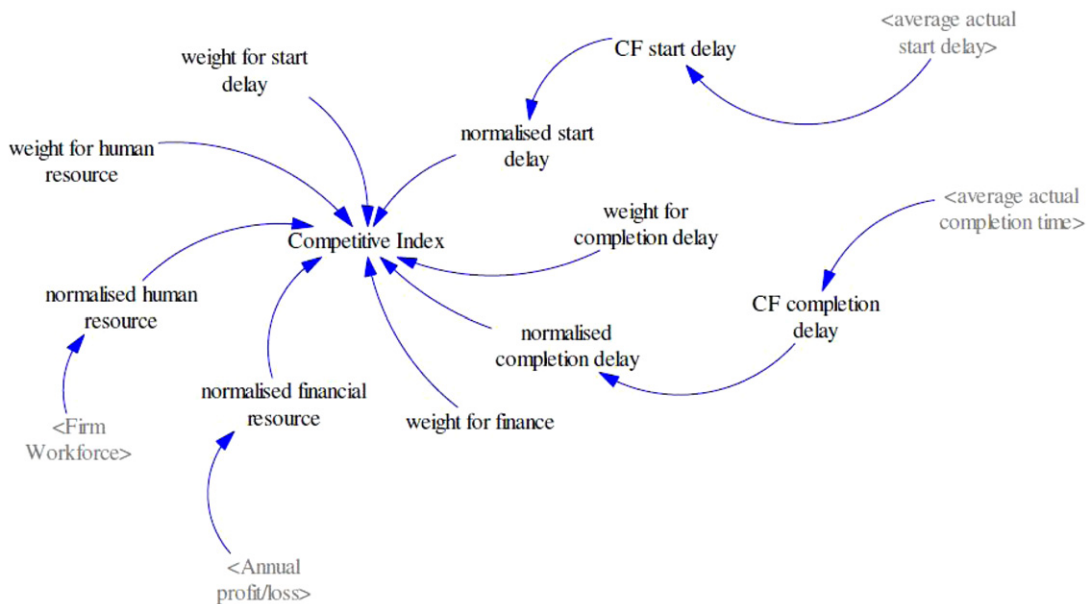 <average actual
start delay>
CF start delay
weight for start
delay
normalised start
delay
weight for human
resource
<average actual
completion time>
weight for
completion delay
Competitive Index
normalised human
resource
CF completion
delay
normalised
completion delay
normalised financial
resource
weight for finance
<Firm
Workforce>
<Annual
profit/loss>